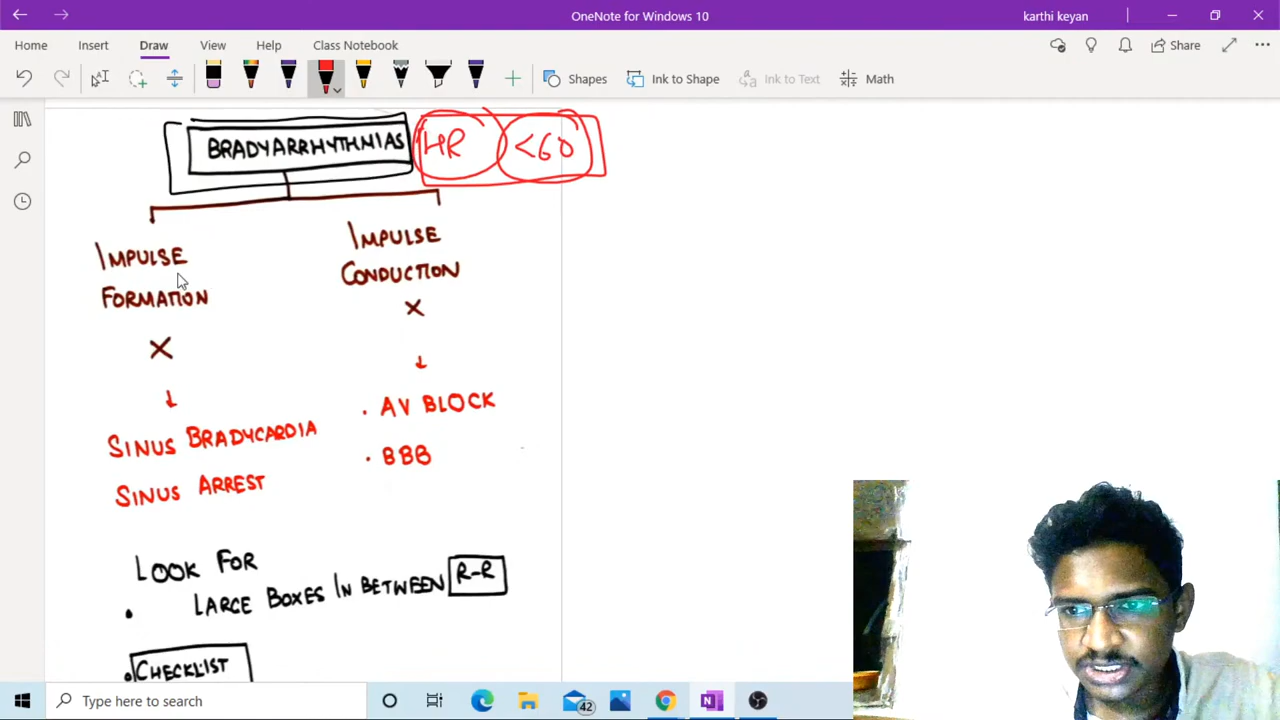 OneNote for Windows 10
karthi keyan
Home Insert Draw View Help Class Notebook
Share
Shapes Ink to Shape Ink to Text Math
BRADYARRHYTHMIAS HR <60
IMPULSE FORMATION
X
↓
SINUS BRADYCARDIA
SINUS ARREST
IMPULSE CONDUCTION
X
↓
• AV BLOCK
• BBB
LOOK FOR
• LARGE BOXES IN BETWEEN R-R
• CHECKLIST
Type here to search
42